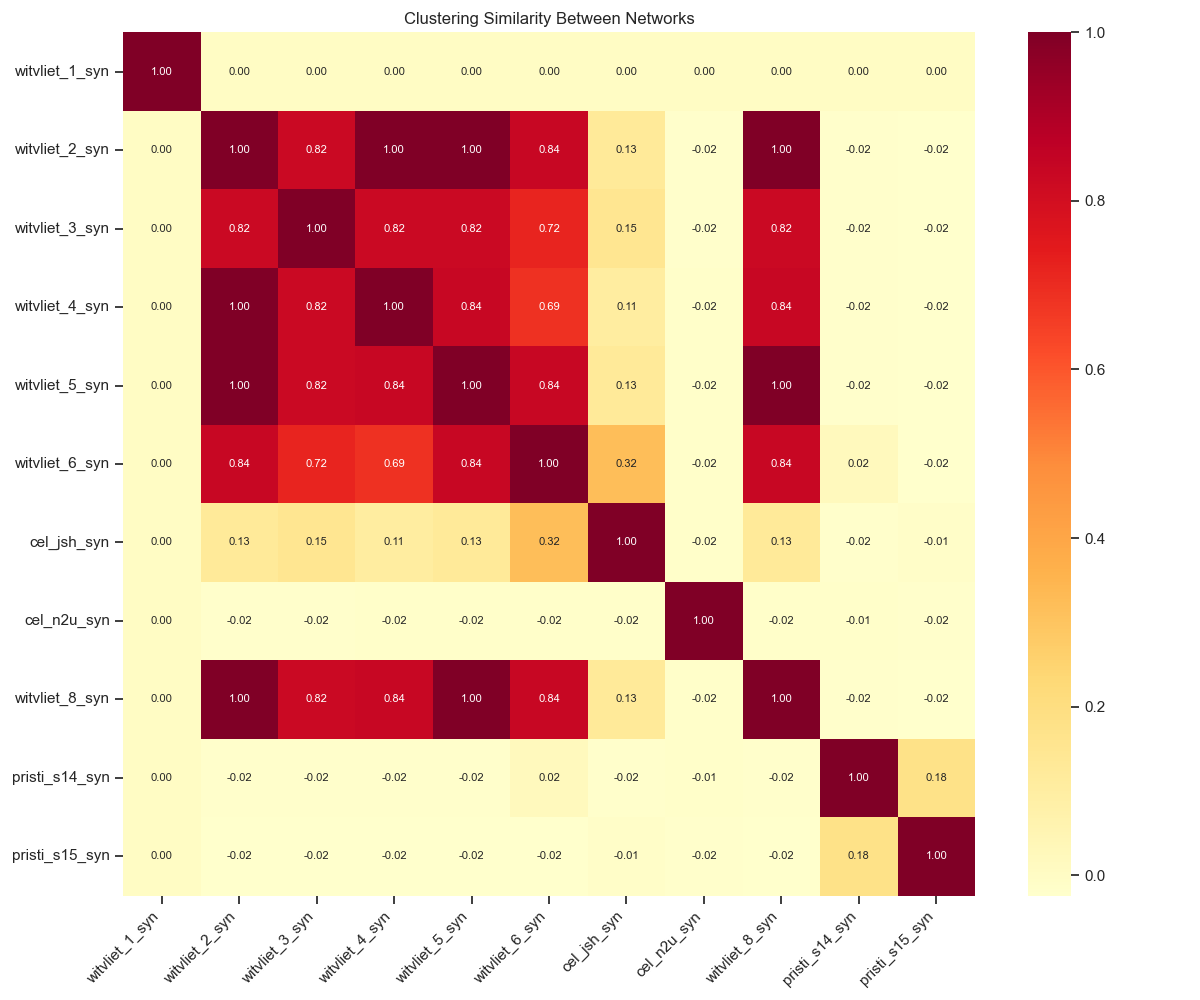 Clustering Similarity Between Networks
witvliet_1_syn 1.00 0.00 0.00 0.00 0.00 0.00 0.00 0.00 0.00 0.00 0.00
witvliet_2_syn 0.00 1.00 0.82 1.00 1.00 0.84 0.13 -0.02 1.00 -0.02 -0.02
witvliet_3_syn 0.00 0.82 1.00 0.82 0.82 0.72 0.15 -0.02 0.82 -0.02 -0.02
witvliet_4_syn 0.00 1.00 0.82 1.00 0.84 0.69 0.11 -0.02 0.84 -0.02 -0.02
witvliet_5_syn 0.00 1.00 0.82 0.84 1.00 0.84 0.13 -0.02 1.00 -0.02 -0.02
witvliet_6_syn 0.00 0.84 0.72 0.69 0.84 1.00 0.32 -0.02 0.84 0.02 -0.02
cel_jsh_syn 0.00 0.13 0.15 0.11 0.13 0.32 1.00 -0.02 0.13 -0.02 -0.01
cel_n2u_syn 0.00 -0.02 -0.02 -0.02 -0.02 -0.02 -0.02 1.00 -0.02 -0.01 -0.02
witvliet_8_syn 0.00 1.00 0.82 0.84 1.00 0.84 0.13 -0.02 1.00 -0.02 -0.02
pristi_s14_syn 0.00 -0.02 -0.02 -0.02 -0.02 0.02 -0.02 -0.01 -0.02 1.00 0.18
pristi_s15_syn 0.00 -0.02 -0.02 -0.02 -0.02 -0.02 -0.01 -0.02 -0.02 0.18 1.00
witvliet_1_syn witvliet_2_syn witvliet_3_syn witvliet_4_syn witvliet_5_syn witvliet_6_syn cel_jsh_syn cel_n2u_syn witvliet_8_syn pristi_s14_syn pristi_s15_syn
1.0
0.8
0.6
0.4
0.2
0.0